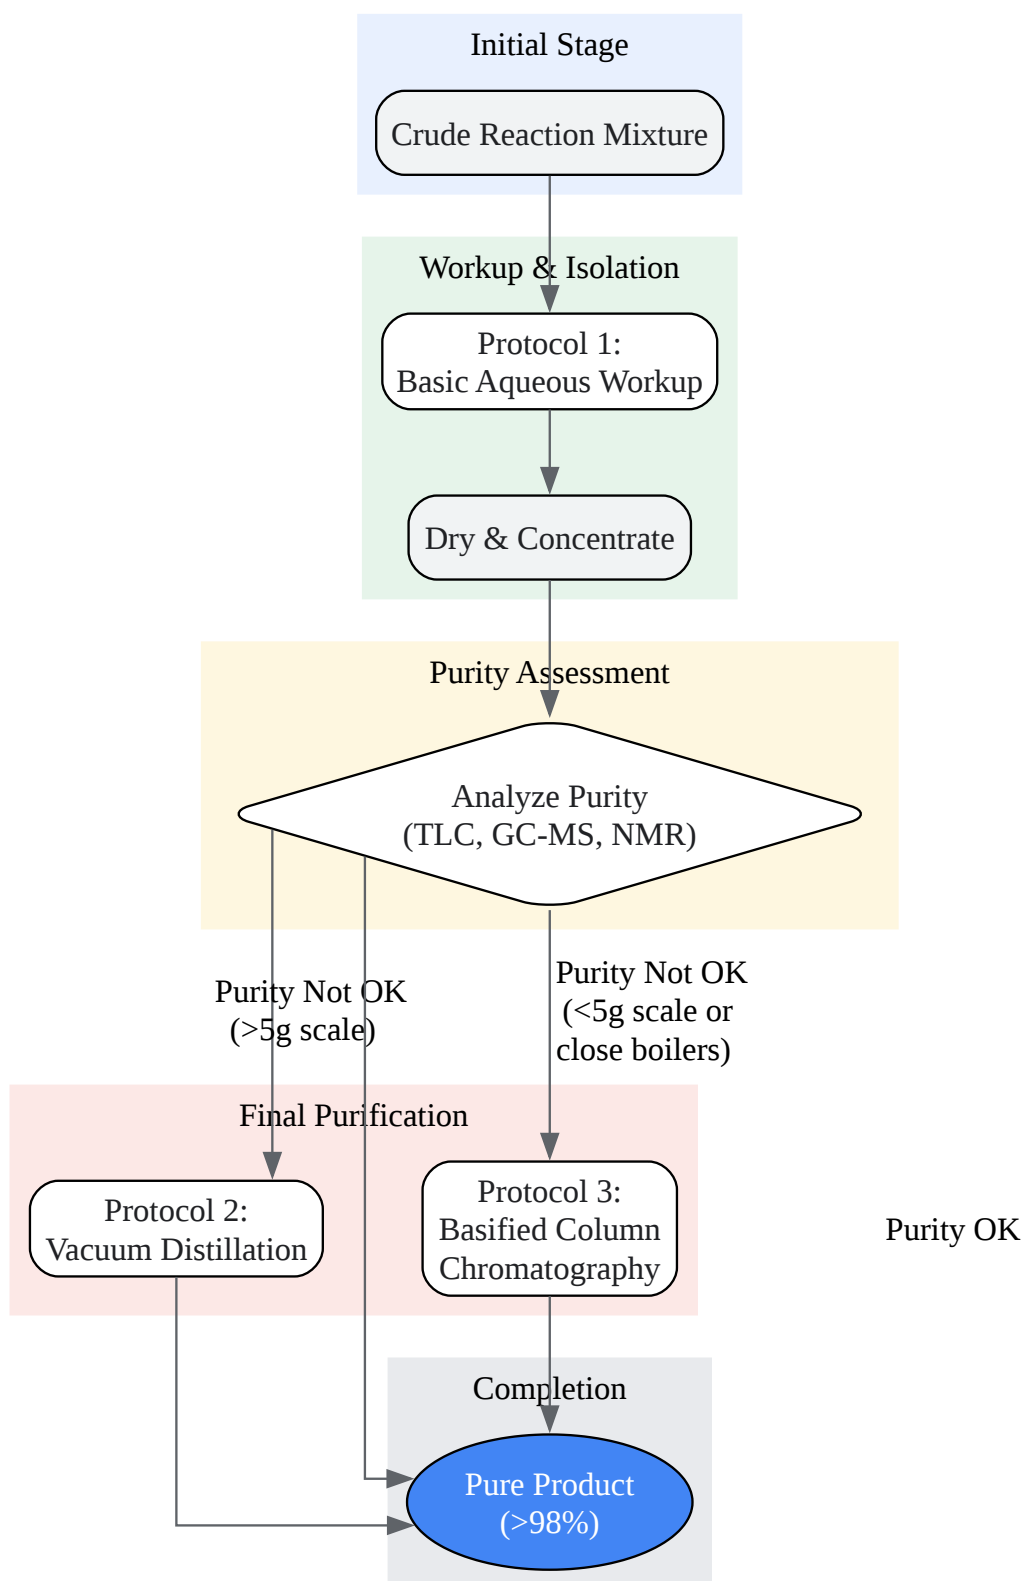 Initial Stage
Crude Reaction Mixture
Workup & Isolation
Protocol 1:
Basic Aqueous Workup
Dry & Concentrate
Purity Assessment
Analyze Purity
(TLC, GC-MS, NMR)
Purity Not OK
(>5g scale)
Purity Not OK
(<5g scale or
close boilers)
Final Purification
Protocol 2:
Vacuum Distillation
Protocol 3:
Basified Column
Chromatography
Purity OK
Completion
Pure Product
(>98%)